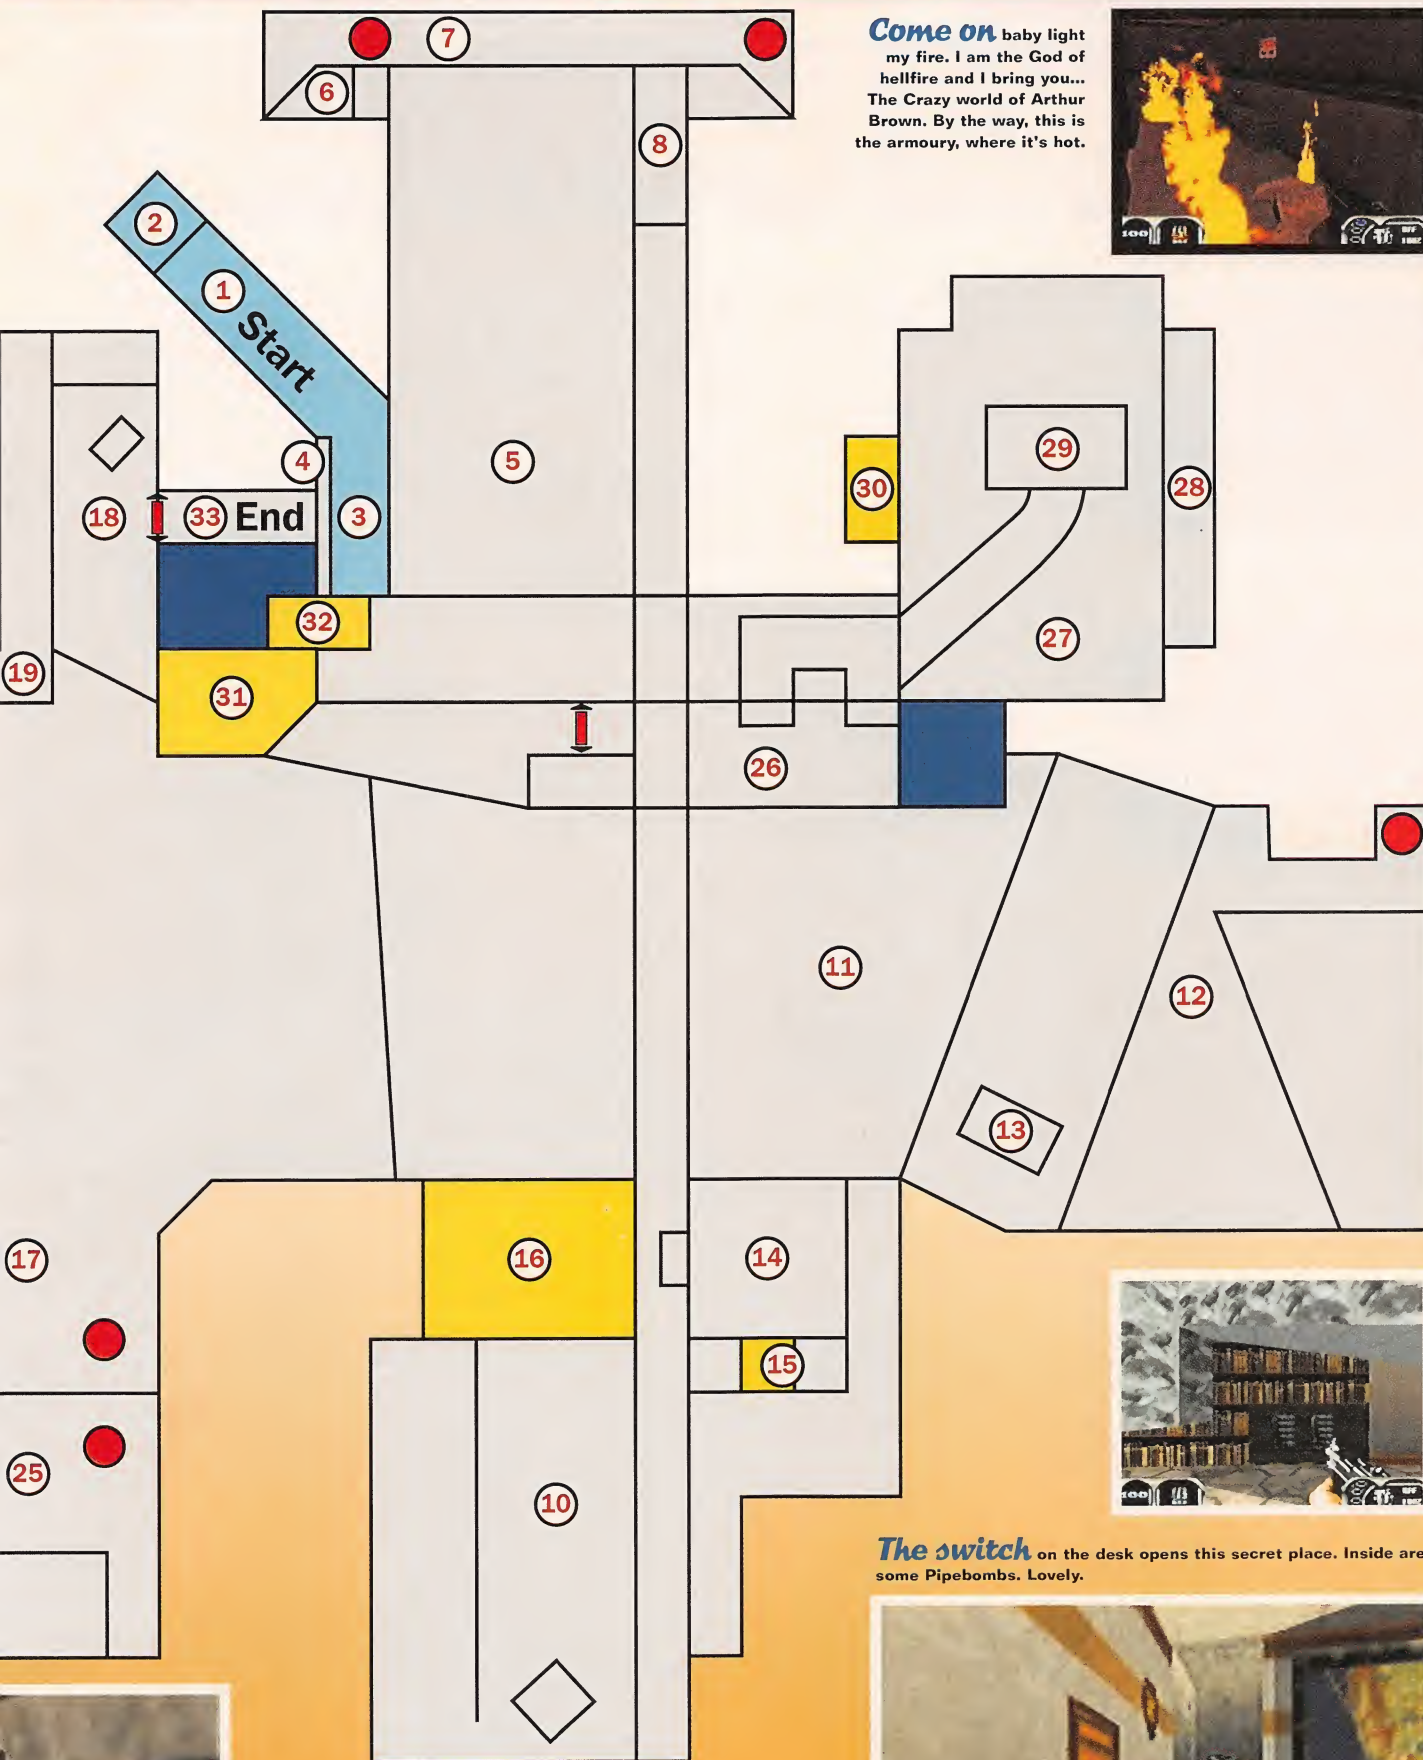 7
6
8
2
1
Start
4
5
18
33 End
3
30
29
28
32
19
31
27
26
11
12
13
17
16
14
15
25
10
Come on baby light
my fire. I am the God of
hellfire and I bring you...
The Crazy world of Arthur
Brown. By the way, this is
the armoury, where it's hot.
100
The switch on the desk opens this secret place. Inside are
some Pipebombs. Lovely.
100